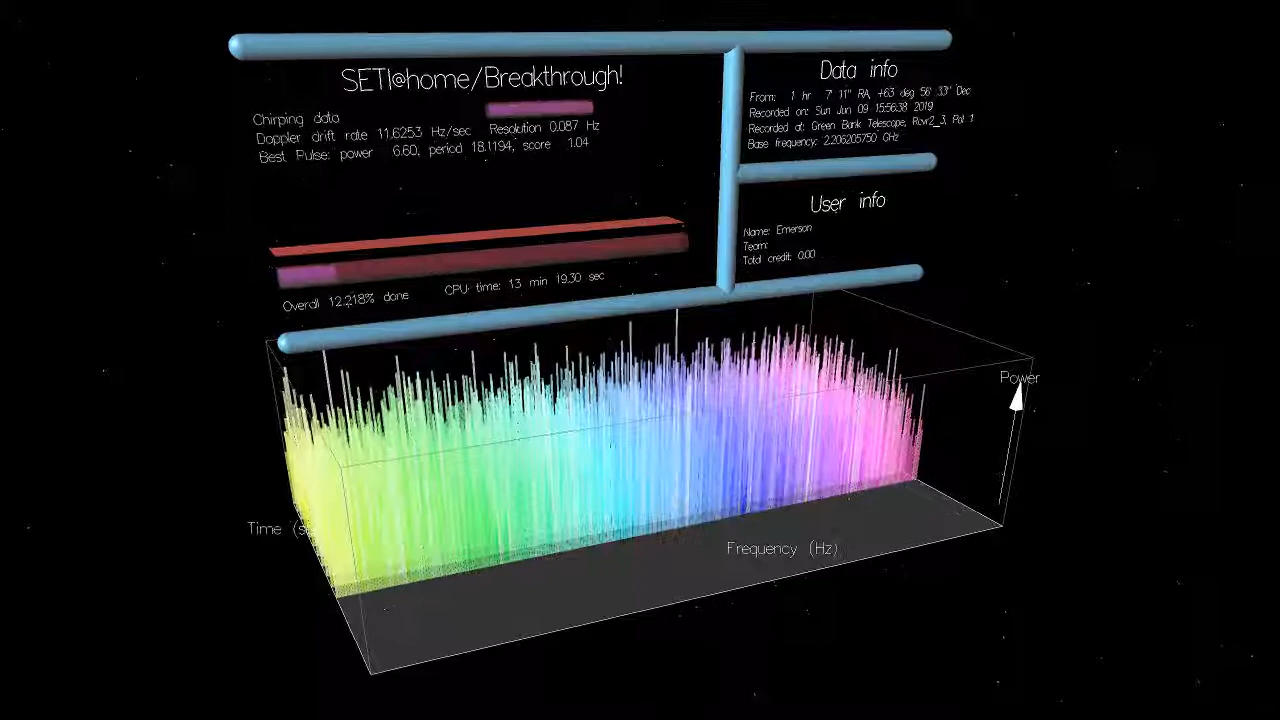 SETI@home/Breakthrough!
Chirping data
Doppler drift rate 11.6253 Hz/sec Resolution 0.087 Hz
Best Pulse: power 6.60, period 18.1194, score 1.04
Overall 12.218% done CPU time: 13 min 19.30 sec
Data info
From: 1 hr 7' 11" RA, +63 deg 56' 33" Dec
Recorded on: Sun Jun 09 15:56:38 2019
Recorded at: Green Bank Telescope, Rcvr2_3, Pol 1
Base frequency: 2.206205750 GHz
User info
Name: Emerson
Team:
Total credit: 0.00
Power
Time (s
Frequency (Hz)